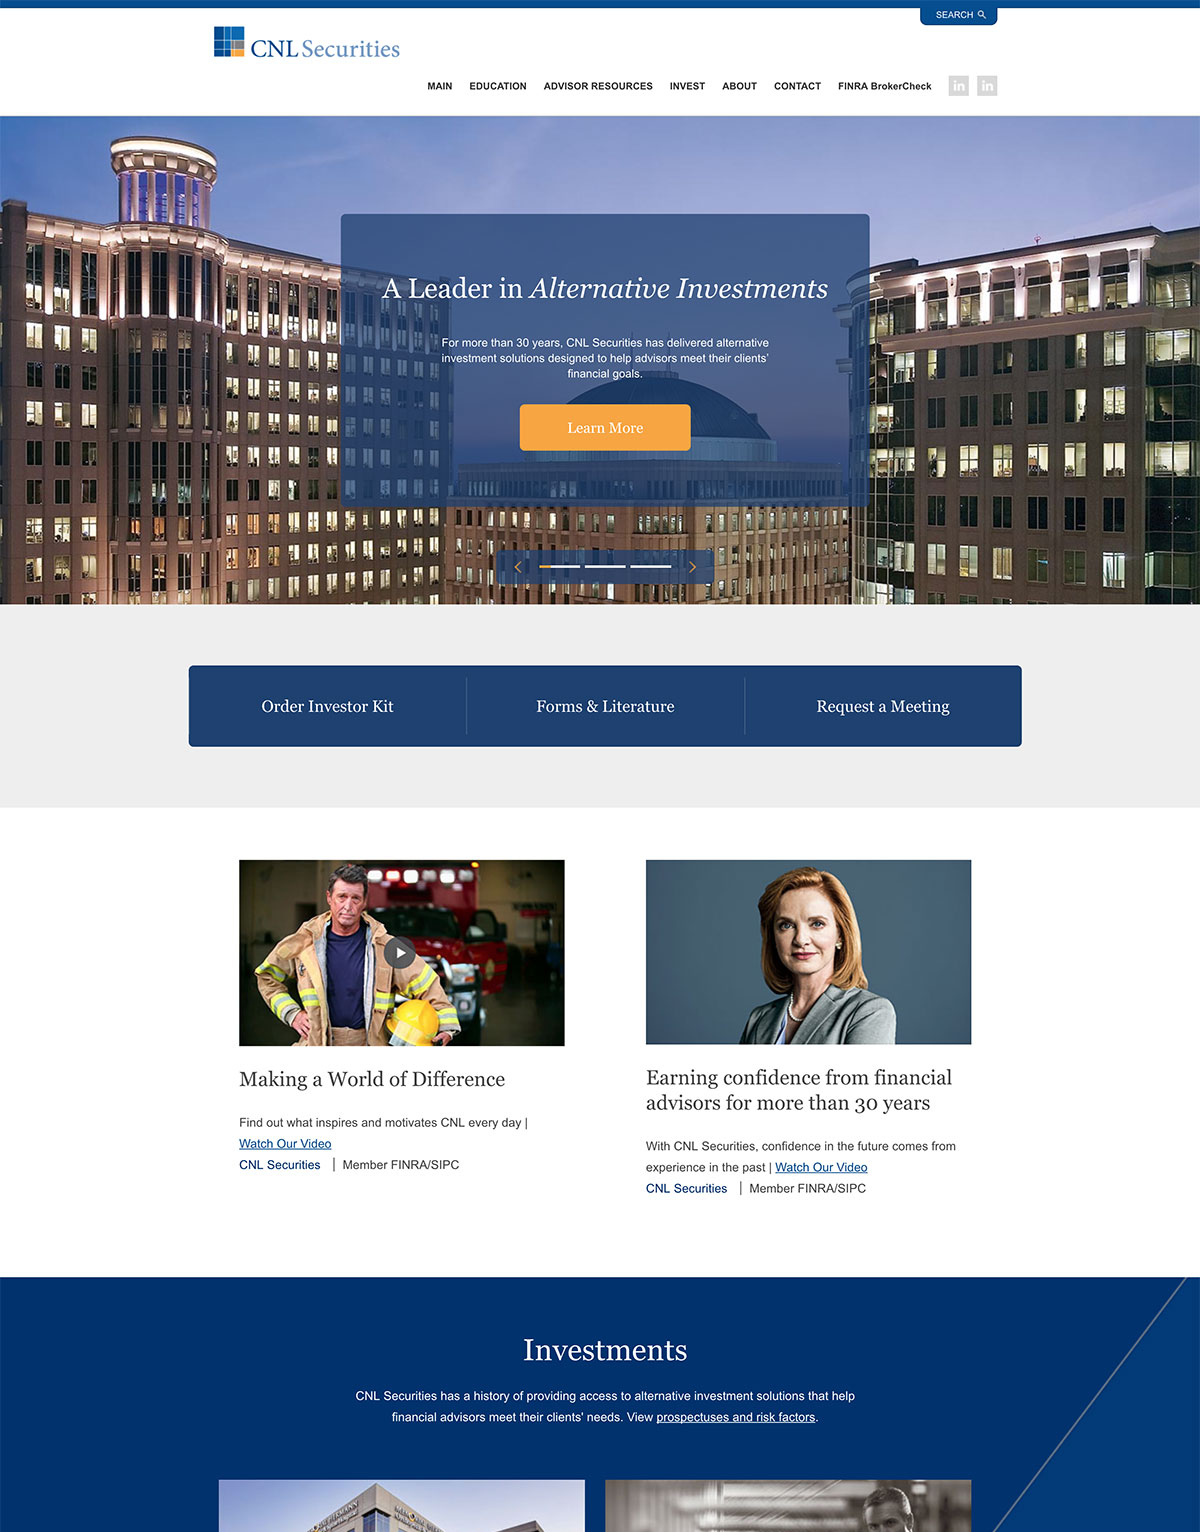 SEARCH
CNL Securities
MAIN EDUCATION ADVISOR RESOURCES INVEST ABOUT CONTACT FINRA BrokerCheck in in
A Leader in Alternative Investments
For more than 30 years, CNL Securities has delivered alternative
investment solutions designed to help advisors meet their clients'
financial goals.
Learn More
Order Investor Kit
Forms & Literature
Request a Meeting
Making a World of Difference
Find out what inspires and motivates CNL every day |
Watch Our Video
CNL Securities | Member FINRA/SIPC
Earning confidence from financial
advisors for more than 30 years
With CNL Securities, confidence in the future comes from
experience in the past | Watch Our Video
CNL Securities | Member FINRA/SIPC
Investments
CNL Securities has a history of providing access to alternative investment solutions that help
financial advisors meet their clients' needs. View prospectuses and risk factors.